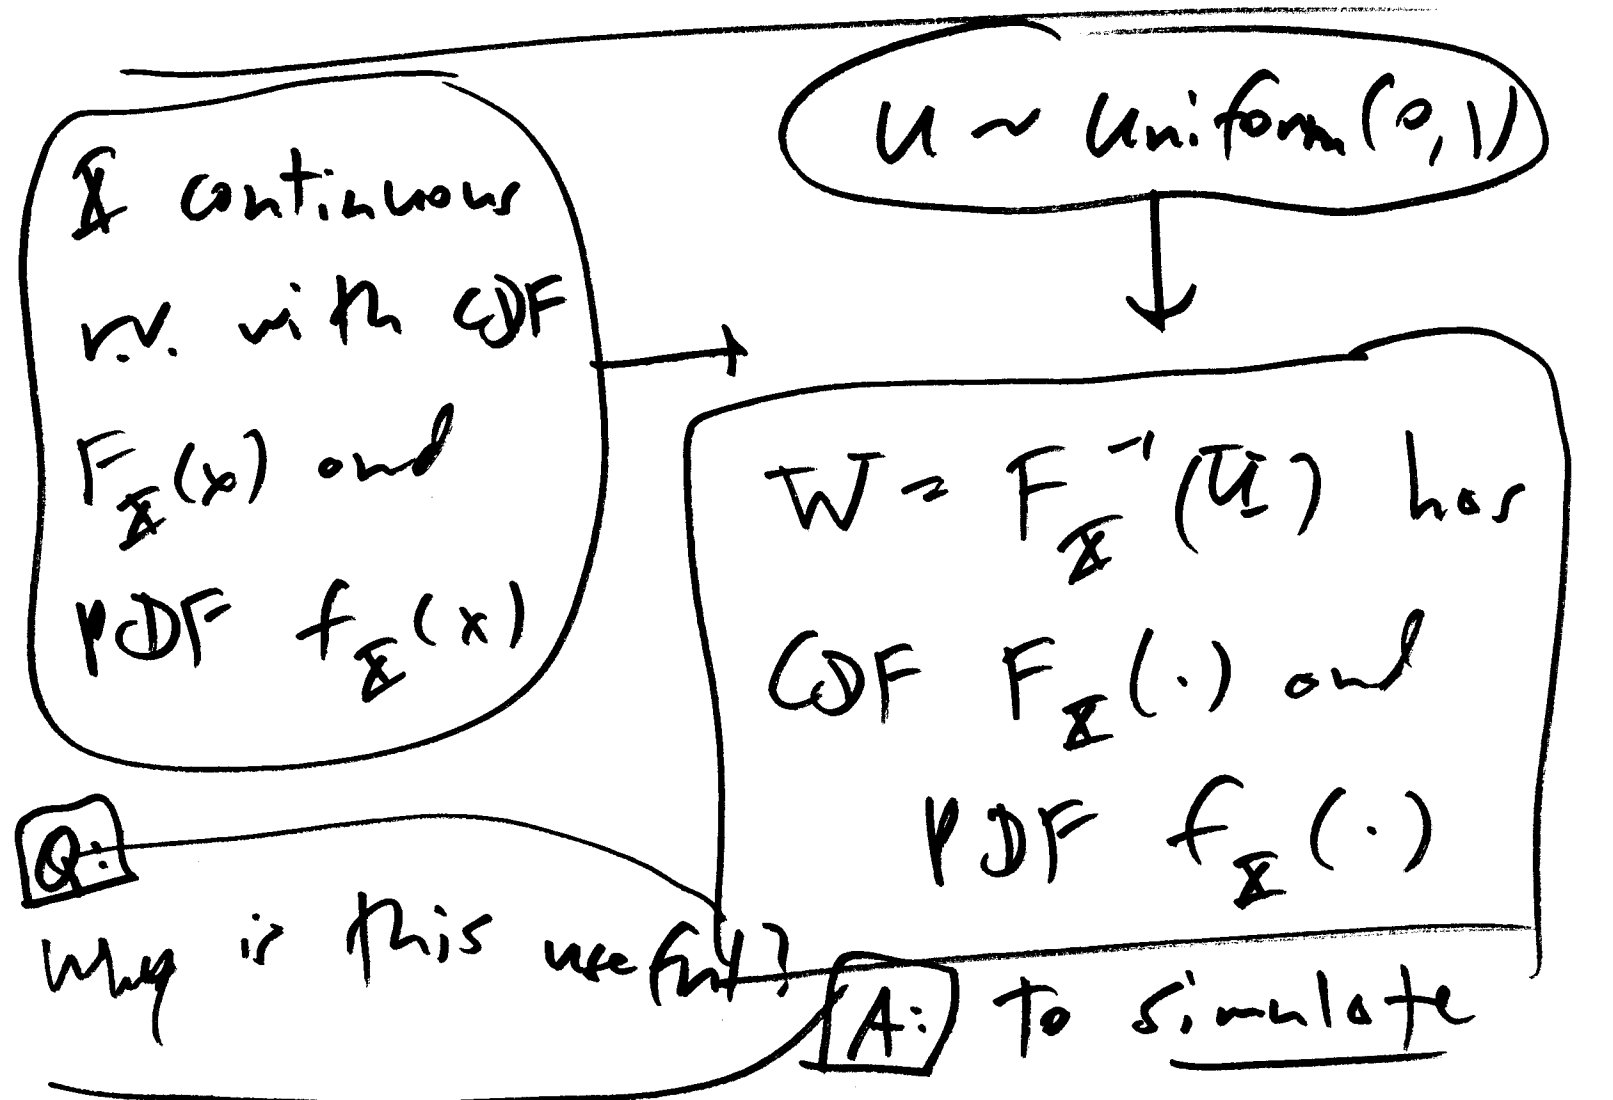 U ~ Uniform(0,1)
X continuous
r.v. with CDF
F_X(x) and
PDF f_X(x)
W = F_X^{-1}(U) has
CDF F_X(·) and
PDF f_X(·)
Q:
why is this useful?
A: to simulate